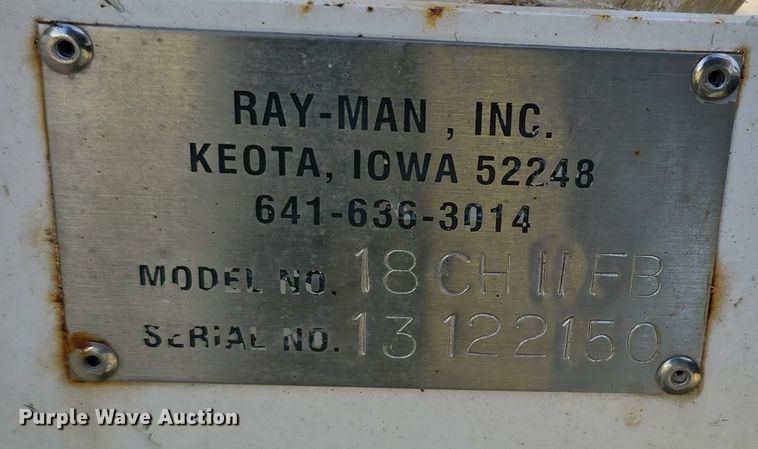 RAY-MAN, INC.
KEOTA, IOWA 52248
641-636-3014
MODEL NO. 18 CH II FB
SERIAL NO. 13 122150
Purple Wave Auction